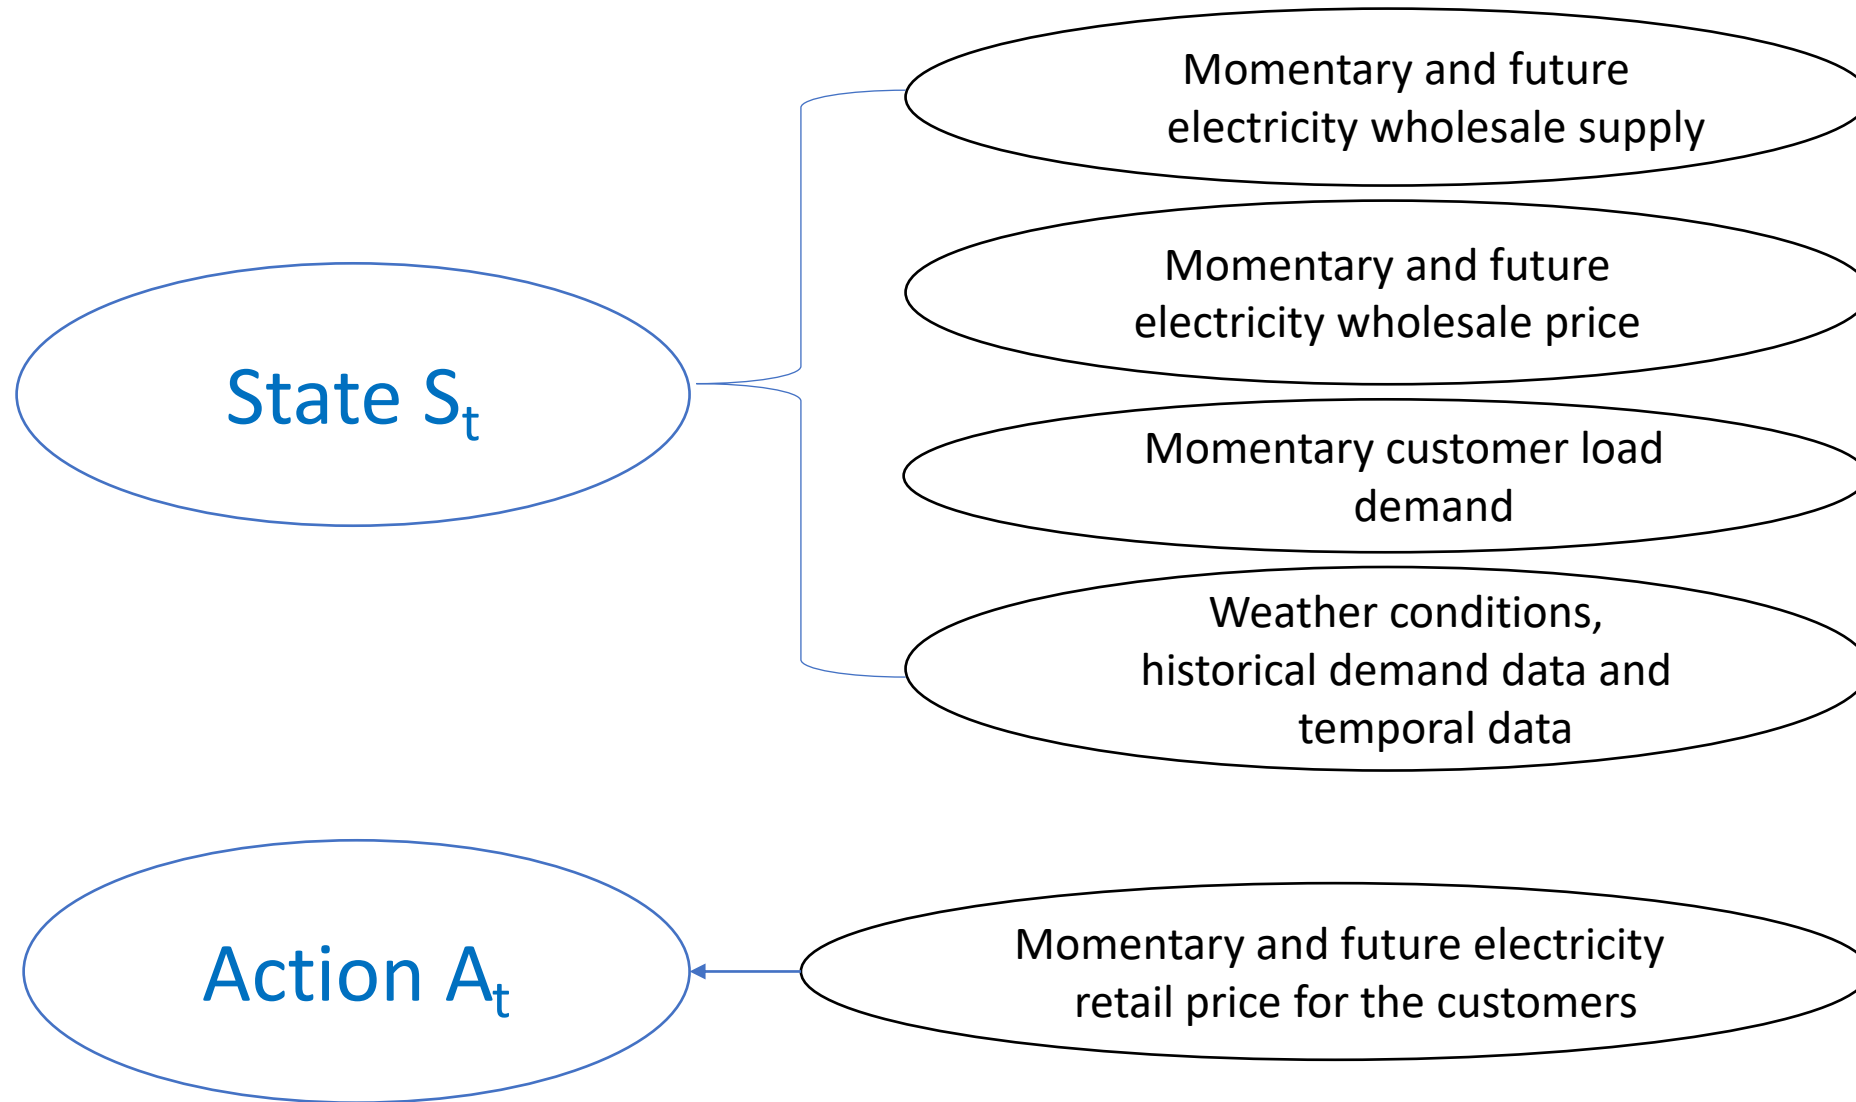 Momentary and future
electricity wholesale supply
Momentary and future
electricity wholesale price
State Sₜ
Momentary customer load
demand
Weather conditions,
historical demand data and
temporal data
Action Aₜ
Momentary and future electricity
retail price for the customers